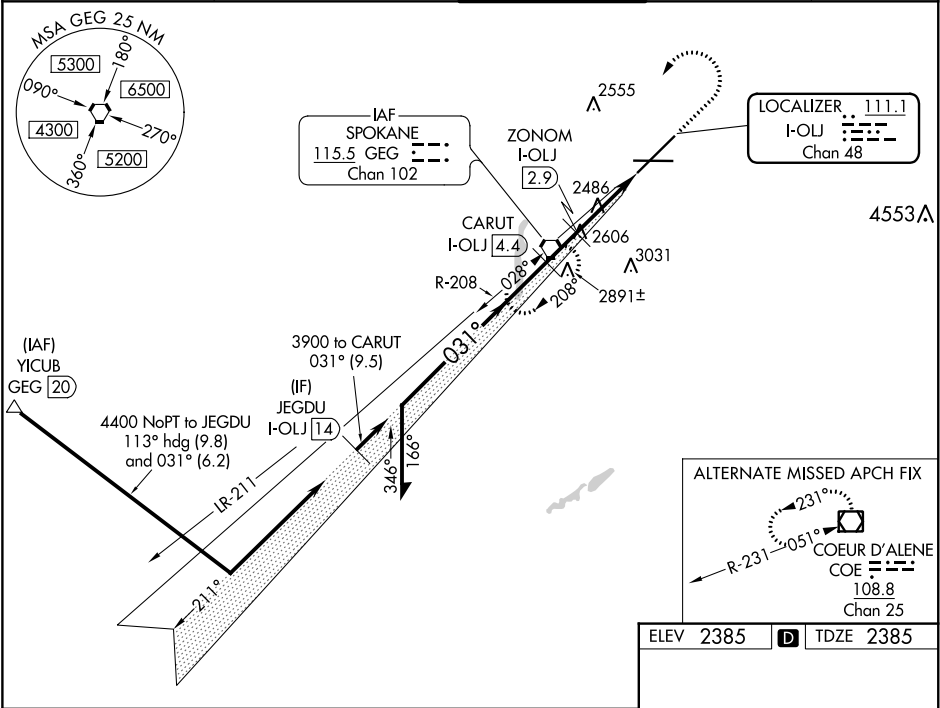 MSA GEG 25 NM
5300
180°
090°
6500
4300
270°
360°
5200
2555
IAF
SPOKANE
115.5 GEG
Chan 102
ZONOM
I-OLJ
2.9
LOCALIZER 111.1
I-OLJ
Chan 48
2486
4553
CARUT
I-OLJ 4.4
2606
3031
R-208
028°
208°
2891±
031°
3900 to CARUT
031° (9.5)
(IAF)
YICUB
GEG 20
(IF)
JEGDU
I-OLJ 14
4400 NoPT to JEGDU
113° hdg (9.8)
and 031° (6.2)
346°
166°
LR-211
211°
ALTERNATE MISSED APCH FIX
231°
R-231
051°
COEUR D'ALENE
COE
108.8
Chan 25
ELEV 2385 D TDZE 2385